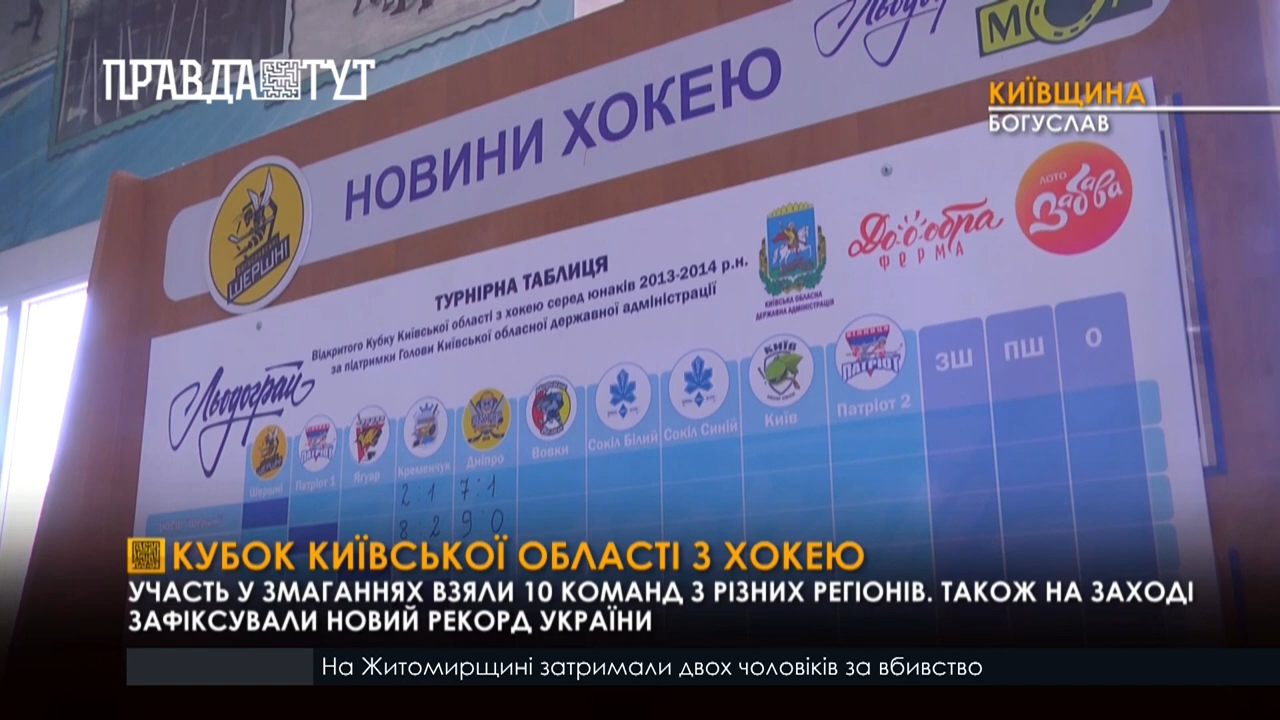 ПРАВДА ТУТ
КИЇВЩИНА
БОГУСЛАВ
НОВИНИ ХОКЕЮ
ШЕРШНІ
ТУРНІРНА ТАБЛИЦЯ
Відкритого Кубку Київської області з хокею серед юнаків 2013-2014 р.н.
за підтримки Голови Київської обласної державної адміністрації
КИЇВСЬКА ОБЛАСНА
ДЕРЖАВНА АДМІНІСТРАЦІЯ
До-о-обра
ФЕРМА
ЛОТО
Забава
Льодограй
КИЇВ
ПАТРІОТ
Шершні Патріот 1 Ягуар Кременчук Дніпро Вовки Сокіл Білий Сокіл Синій Київ Патріот 2 ЗШ ПШ О
2:1 7:1
8:2 9:0
КУБОК КИЇВСЬКОЇ ОБЛАСТІ З ХОКЕЮ
УЧАСТЬ У ЗМАГАННЯХ ВЗЯЛИ 10 КОМАНД З РІЗНИХ РЕГІОНІВ. ТАКОЖ НА ЗАХОДІ
ЗАФІКСУВАЛИ НОВИЙ РЕКОРД УКРАЇНИ
На Житомирщині затримали двох чоловіків за вбивство